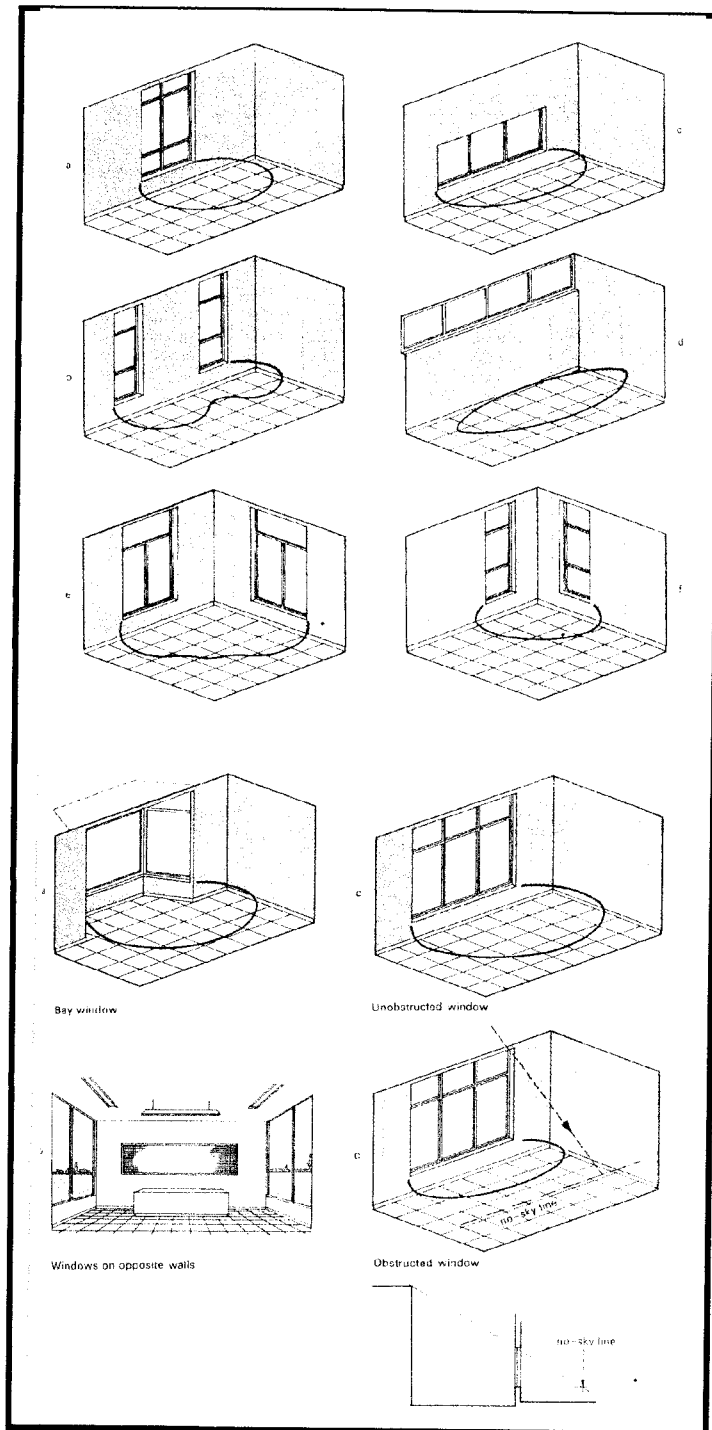 a
c
b
d
e
f
a
c
Bay window
Unobstructed window
d
no-sky line
Windows on opposite walls
Obstructed window
no-sky line